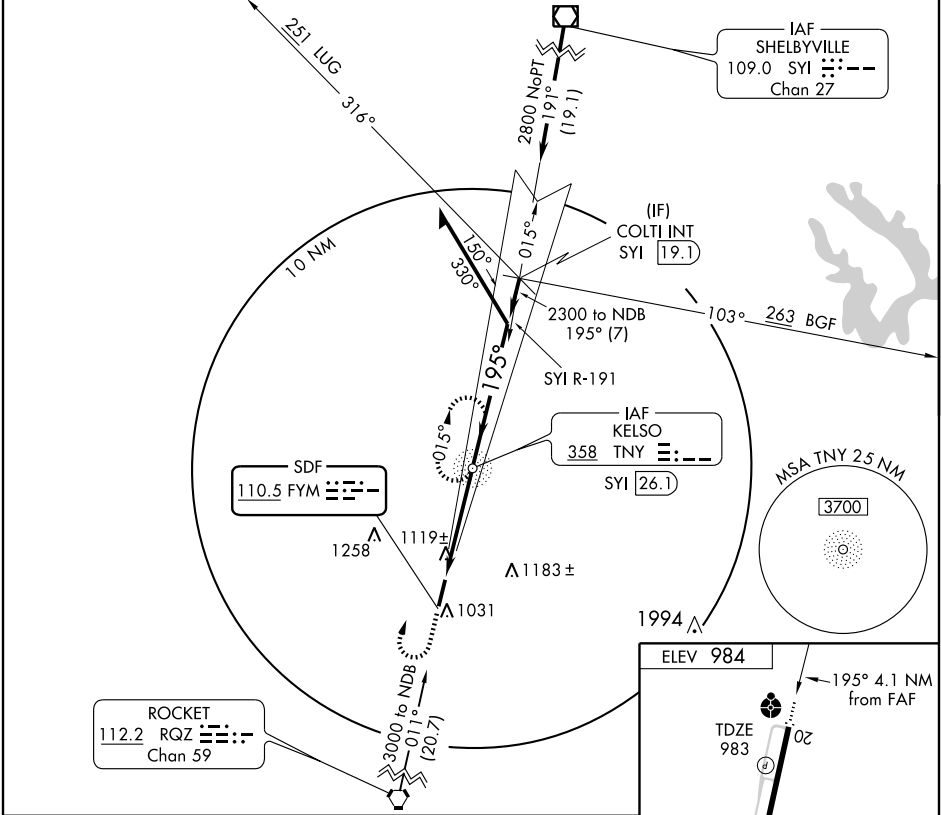 251 LUG
316°
IAF
SHELBYVILLE
109.0 SYI
Chan 27
2800 NoPT
191°
(19.1)
10 NM
150°
330°
015°
(IF)
COLTI INT
SYI 19.1
2300 to NDB
195° (7)
103° 263 BGF
195°
SYI R-191
IAF
KELSO
358 TNY
SYI 26.1
015°
SDF
110.5 FYM
1258
1119±
1183 ±
1031
1994
MSA TNY 25 NM
3700
3000 to NDB
011°
(20.7)
ROCKET
112.2 RQZ
Chan 59
ELEV 984
195° 4.1 NM
from FAF
TDZE
983
20
P